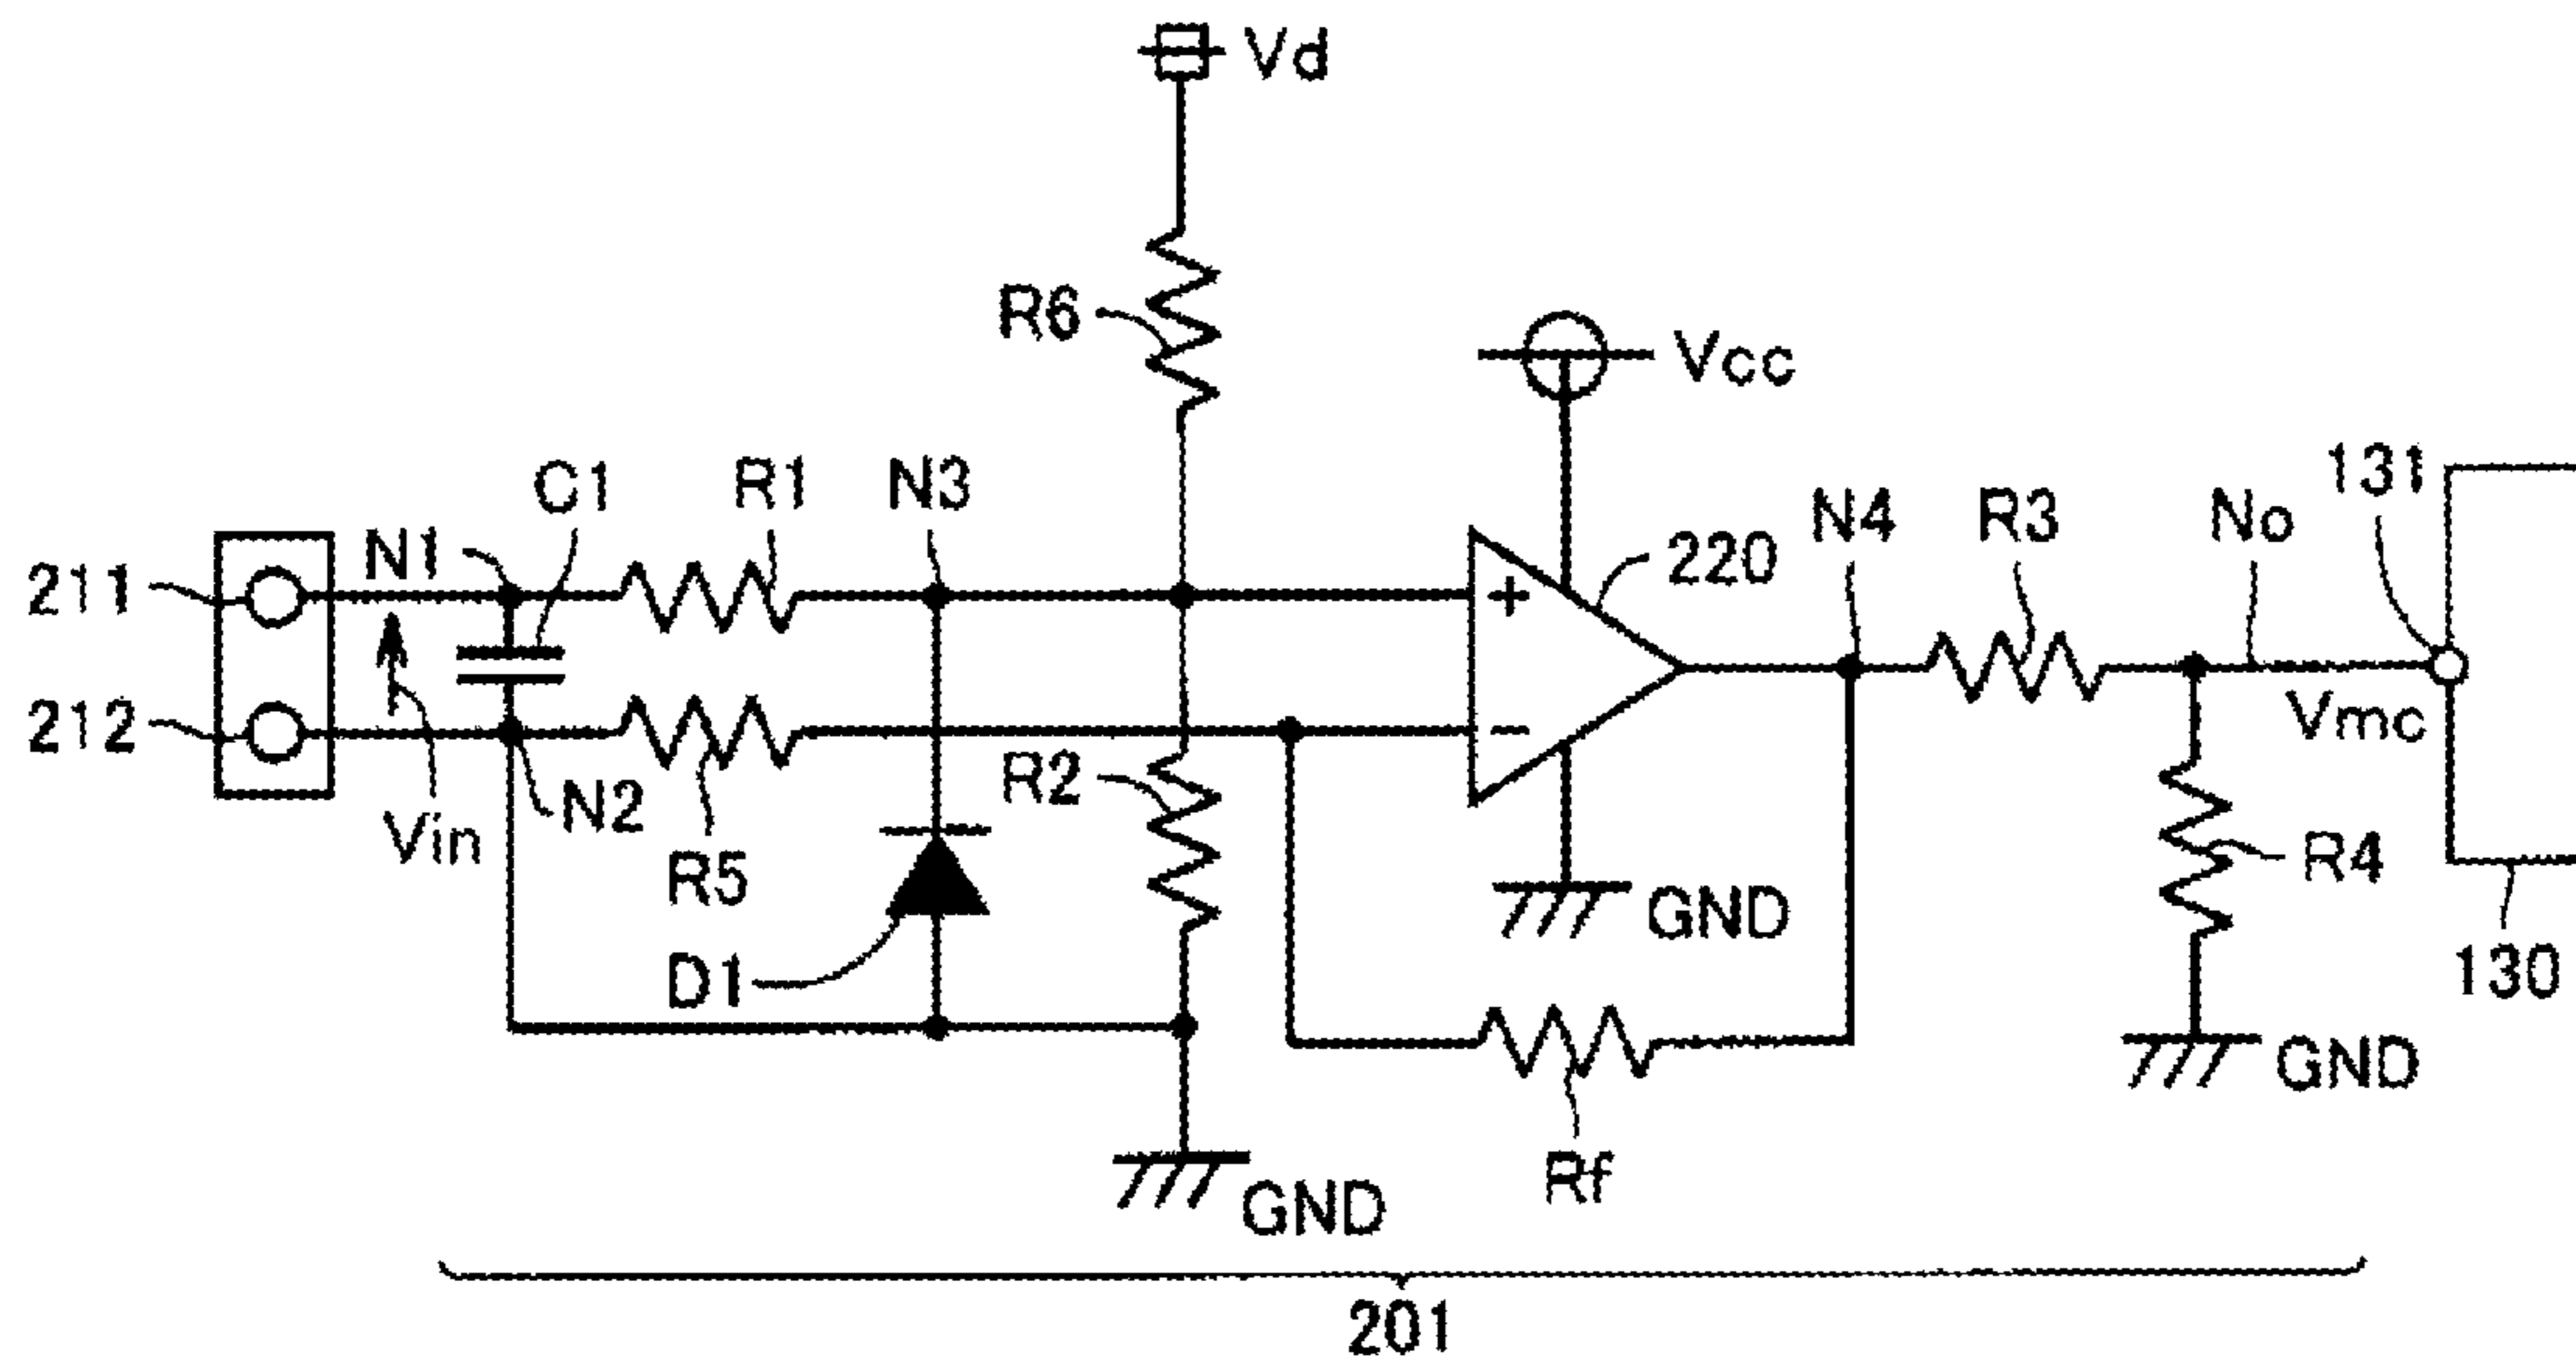 Vd
R6
Vcc
C1
R1
N3
131
N1
N4
R3
No
211
220
212
Vmc
Vin
N2
R2
R5
R4
GND
D1
130
GND
Rf
GND
201
+
-